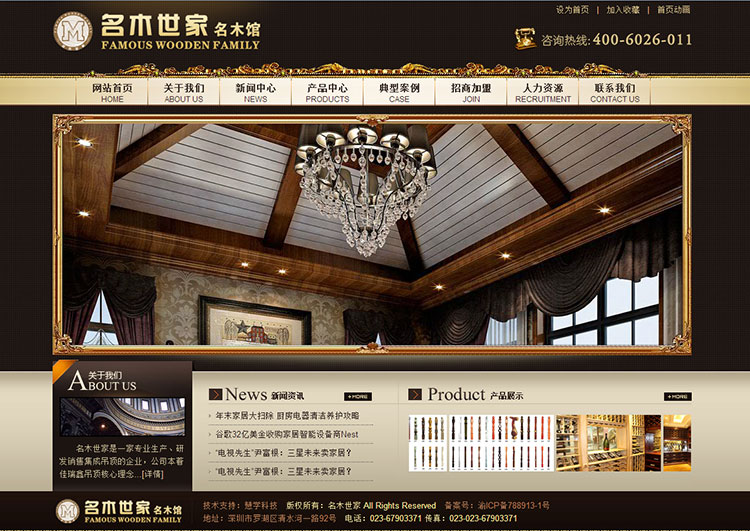 设为首页 | 加入收藏 | 首页动画
M
名木世家 名木馆
FAMOUS WOODEN FAMILY
咨询热线: 400-6026-011
网站首页 关于我们 新闻中心 产品中心 典型案例 招商加盟 人力资源 联系我们
HOME ABOUT US NEWS PRODUCTS CASE JOIN RECRUITMENT CONTACT US
关于我们
ABOUT US
名木世家是一家专业生产、研
发销售集成吊顶的企业，公司本着
佳瑞鑫吊顶核心理念...[详情]
News 新闻资讯 +MORE
年末家居大扫除 厨房电器清洁养护攻略
谷歌32亿美金收购家居智能设备商Nest
“电视先生”尹富根：三星未来卖家居？
“电视先生”尹富根：三星未来卖家居？
Product 产品展示 +MORE
名木世家 名木馆
FAMOUS WOODEN FAMILY
技术支持：慧学科技 版权所有：名木世家 All Rights Reserved 备案号：渝ICP备788913-1号
地址：深圳市罗湖区清水河一路92号 电话：023-67903371 传真：023-023-67903371